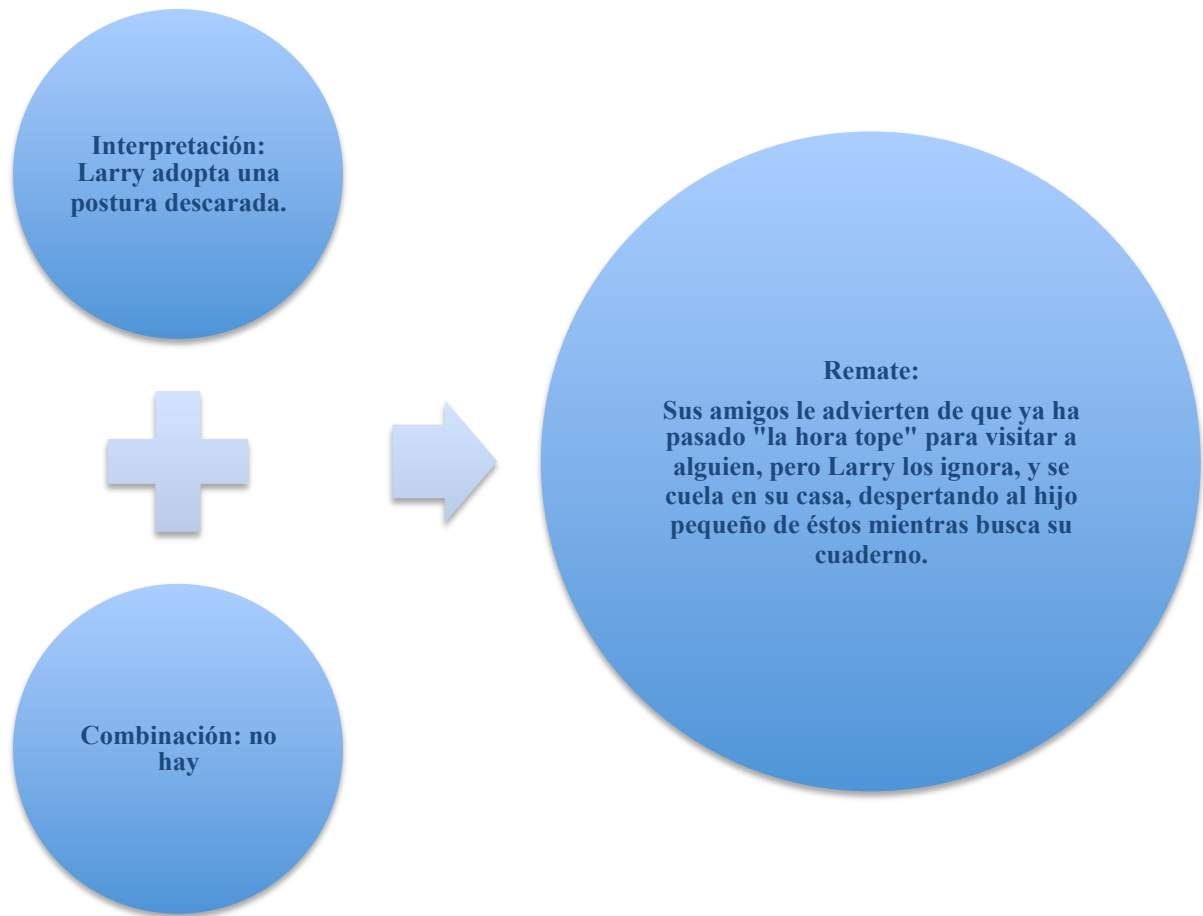 Interpretación:
Larry adopta una
postura descarada.
Combinación: no
hay
Remate:
Sus amigos le advierten de que ya ha
pasado "la hora tope" para visitar a
alguien, pero Larry los ignora, y se
cuela en su casa, despertando al hijo
pequeño de éstos mientras busca su
cuaderno.